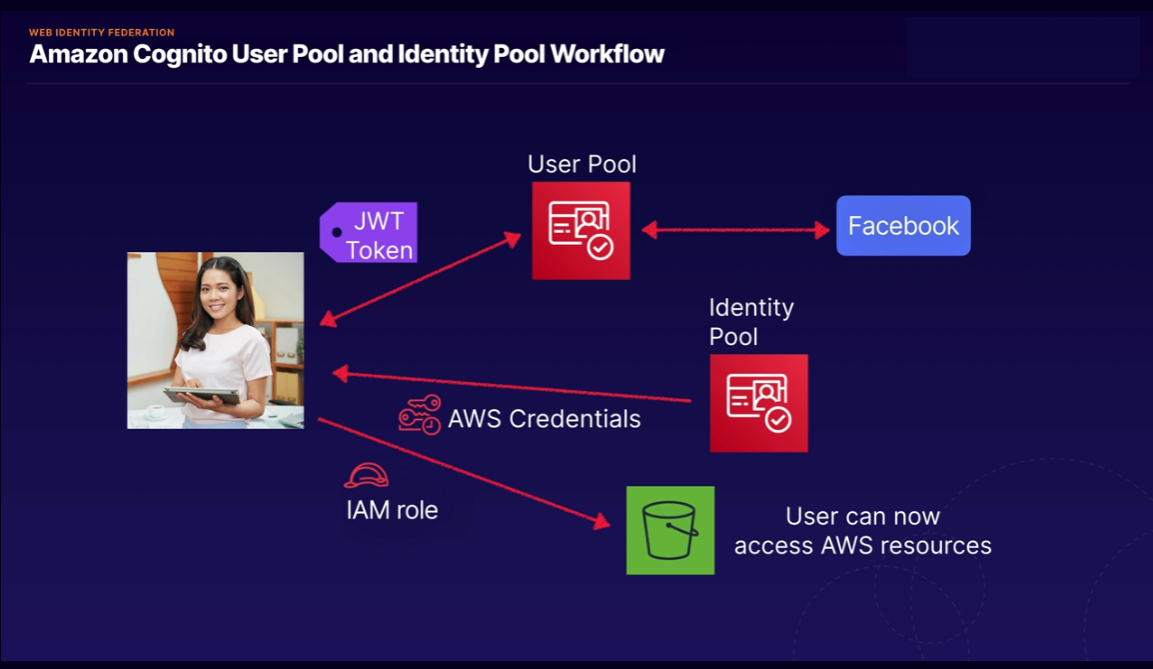 WEB IDENTITY FEDERATION
Amazon Cognito User Pool and Identity Pool Workflow
User Pool
JWT
Token
Facebook
Identity
Pool
AWS Credentials
IAM role
User can now
access AWS resources